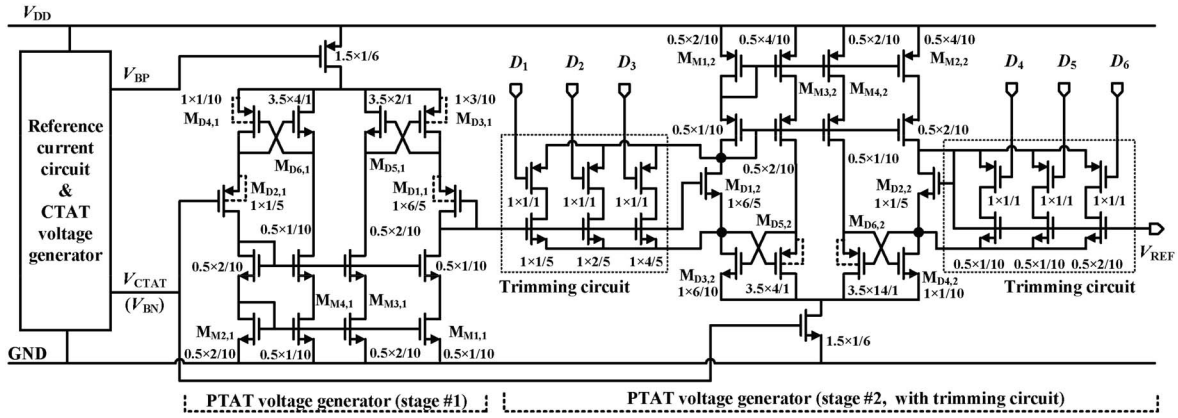 V_DD
Reference
current
circuit
&
CTAT
voltage
generator
V_BP
V_CTAT
(V_BN)
GND
1.5×1/6
1×1/10
M_D4,1
3.5×4/1
3.5×2/1
1×3/10
M_D3,1
M_D6,1
M_D5,1
M_D2,1
1×1/5
M_D1,1
1×6/5
0.5×1/10
0.5×2/10
0.5×2/10
0.5×1/10
M_M4,1
M_M3,1
M_M2,1
M_M1,1
0.5×2/10
0.5×1/10
0.5×2/10
0.5×1/10
PTAT voltage generator (stage #1)
D_1
D_2
D_3
1×1/1
1×1/1
1×1/1
1×1/5
1×2/5
1×4/5
Trimming circuit
0.5×2/10
0.5×4/10
0.5×2/10
0.5×4/10
M_M1,2
M_M3,2
M_M4,2
M_M2,2
0.5×1/10
0.5×2/10
0.5×1/10
0.5×2/10
M_D1,2
1×6/5
M_D2,2
1×1/5
M_D5,2
M_D6,2
M_D3,2
1×6/10
3.5×4/1
3.5×14/1
M_D4,2
1×1/10
1.5×1/6
D_4
D_5
D_6
1×1/1
1×1/1
1×1/1
0.5×1/10
0.5×1/10
0.5×2/10
Trimming circuit
V_REF
PTAT voltage generator (stage #2, with trimming circuit)